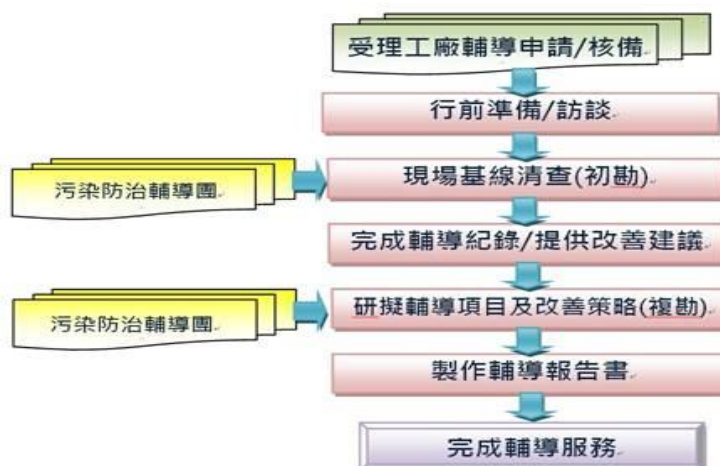 受理工廠輔導申請/核備
行前準備/訪談
污染防治輔導團
現場基線清查(初勘)
完成輔導紀錄/提供改善建議
污染防治輔導團
研擬輔導項目及改善策略(複勘)
製作輔導報告書
完成輔導服務